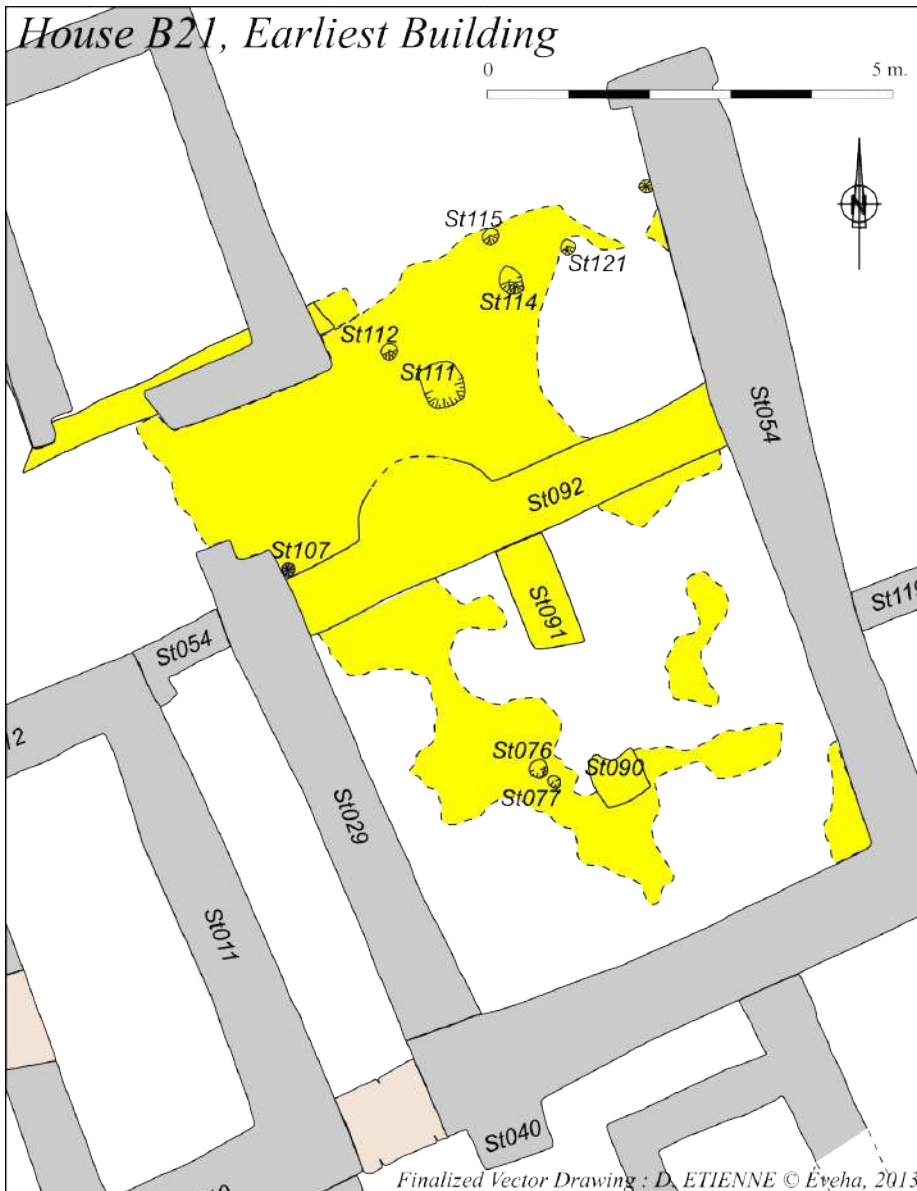 House B21, Earliest Building
0 5 m.
N
St115
St121
St114
St112
St111
St054
St092
St107
St119
St091
St054
12
St076
St090
St077
St029
St011
St040
Finalized Vector Drawing : D. ETIENNE © Éveha, 2013